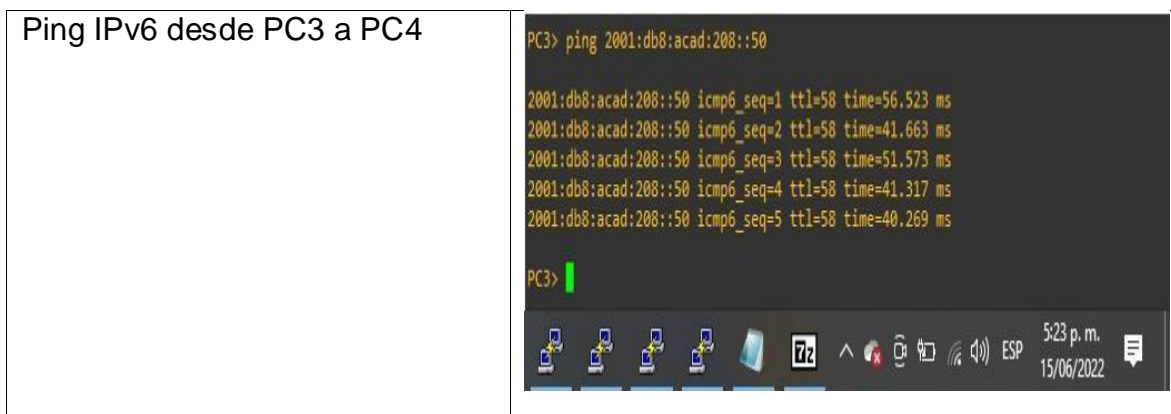 Ping IPv6 desde PC3 a PC4
PC3> ping 2001:db8:acad:208::50
2001:db8:acad:208::50 icmp6_seq=1 ttl=58 time=56.523 ms
2001:db8:acad:208::50 icmp6_seq=2 ttl=58 time=41.663 ms
2001:db8:acad:208::50 icmp6_seq=3 ttl=58 time=51.573 ms
2001:db8:acad:208::50 icmp6_seq=4 ttl=58 time=41.317 ms
2001:db8:acad:208::50 icmp6_seq=5 ttl=58 time=40.269 ms
PC3>
7z ESP 5:23 p. m.
15/06/2022